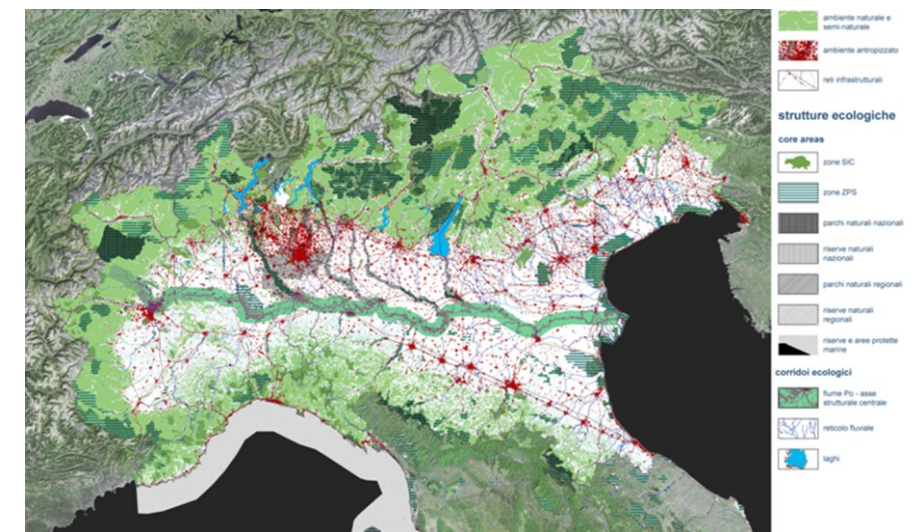 ambiente naturale e
semi-naturale
ambiente antropizzato
reti infrastrutturali
strutture ecologiche
core areas
zone SIC
zone ZPS
parchi naturali nazionali
riserve naturali
nazionali
parchi naturali regionali
riserve naturali
regionali
riserve e aree protette
marine
corridoi ecologici
fiume Po - asse
strutturale centrale
reticolo fluviale
laghi